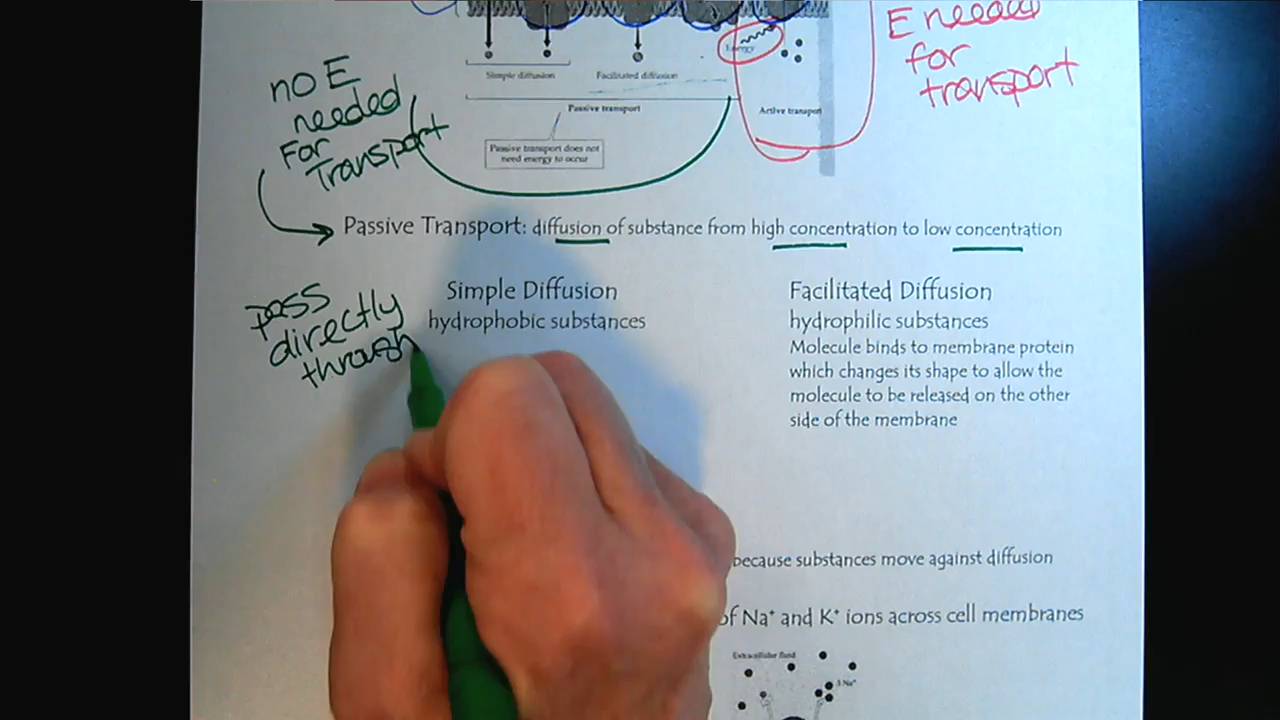 E needed
for
transport
Energy
Simple diffusion
Facilitated diffusion
Passive transport
Active transport
Passive transport does not
need energy to occur
no E
needed
For
Transport
Passive Transport: diffusion of substance from high concentration to low concentration
pass
directly
through
Simple Diffusion
hydrophobic substances
Facilitated Diffusion
hydrophilic substances
Molecule binds to membrane protein
which changes its shape to allow the
molecule to be released on the other
side of the membrane
because substances move against diffusion
of Na⁺ and K⁺ ions across cell membranes
Extracellular fluid
3 Na⁺